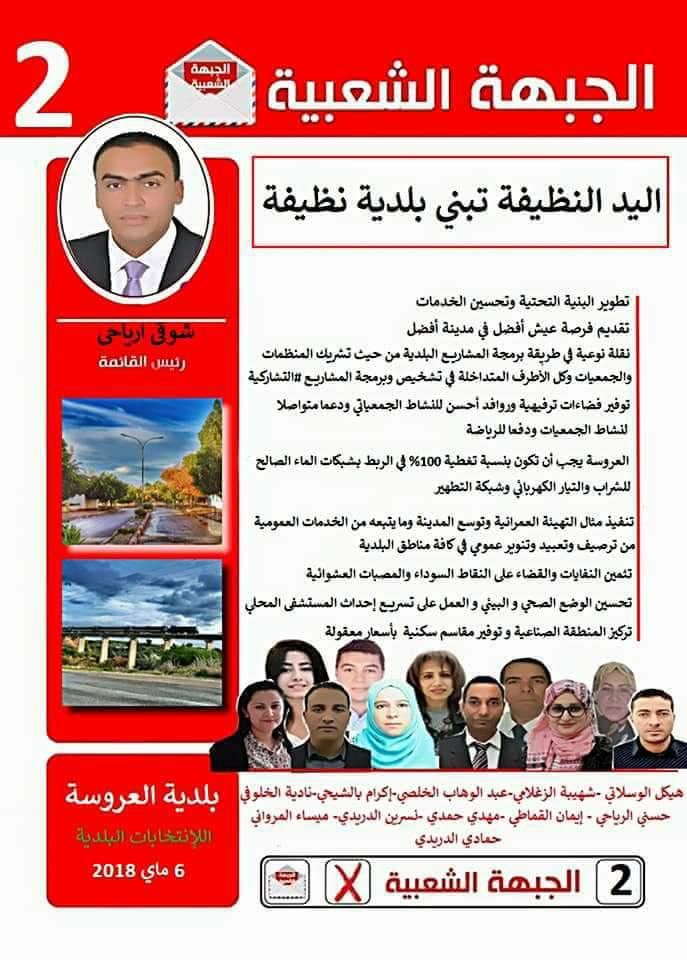 2
الجبهة الشعبية
الجبهة
الشعبية
اليد النظيفة تبني بلدية نظيفة
شوقي ارياحي
رئيس القائمة
تطوير البنية التحتية وتحسين الخدمات
تقديم فرصة عيش أفضل في مدينة أفضل
نقلة نوعية في طريقة برمجة المشاريع البلدية من حيث تشريك المنظمات
والجمعيات وكل الأطراف المتداخلة في تشخيص وبرمجة المشاريع #التشاركية
توفير فضاءات ترفيهية وروافد أحسن للنشاط الجمعياتي ودعما متواصلا
لنشاط الجمعيات ودفعا للرياضة
العروسة يجب أن تكون بنسبة تغطية 100% في الربط بشبكات الماء الصالح
للشراب والتيار الكهربائي وشبكة التطهير
تنفيذ مثال التهيئة العمرانية وتوسع المدينة وما يتبعه من الخدمات العمومية
من ترصيف وتعبيد وتنوير عمومي في كافة مناطق البلدية
تثمين النفايات والقضاء على النقاط السوداء والمصبات العشوائية
تحسين الوضع الصحي و البيئي و العمل على تسريع إحداث المستشفى المحلي
تركيز المنطقة الصناعية و توفير مقاسم سكنية بأسعار معقولة
هيكل الوسلاتي -شهيبة الزغلامي-عبد الوهاب الخلصي-إكرام بالشيحي-نادية الخلوفي
حسني الرياحي - إيمان القماطي -مهدي حمدي -نسرين الدريدي- ميساء المرواني
حمادي الدريدي
بلدية العروسة
اللإنتخابات البلدية
6 ماي 2018
2 الجبهة الشعبية X